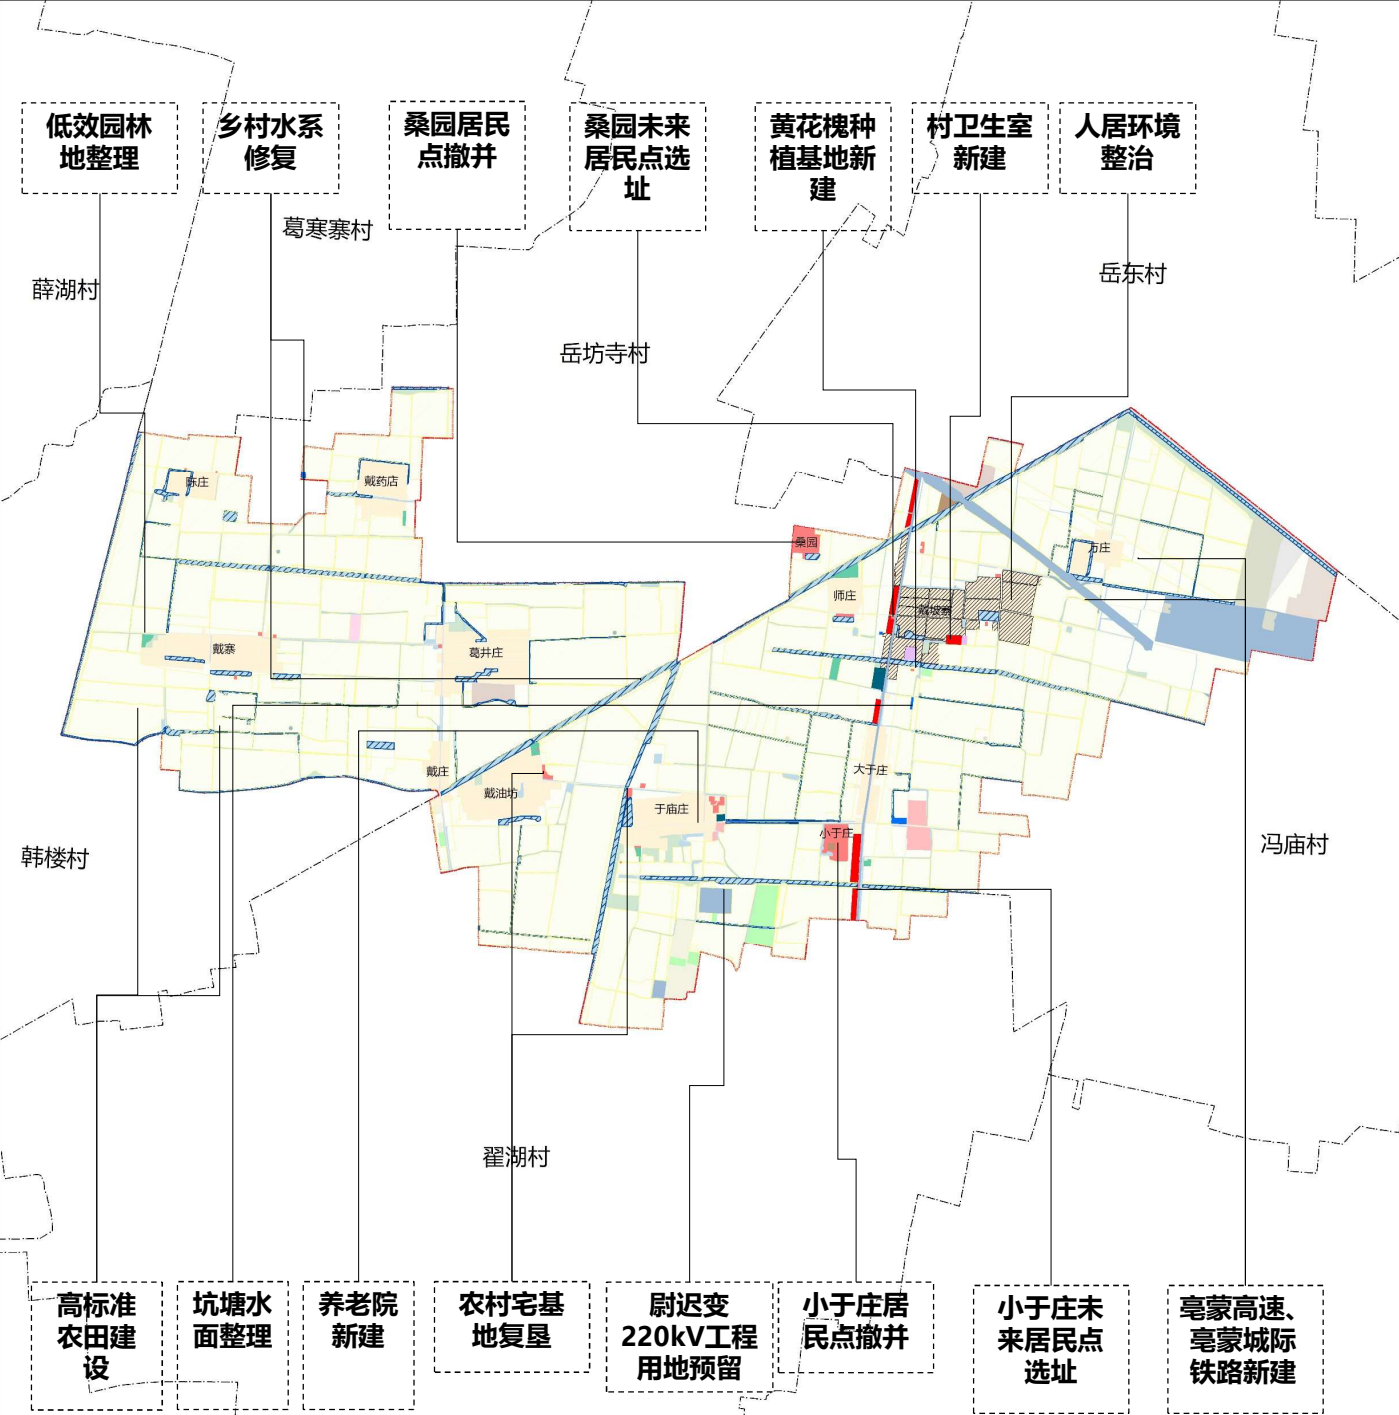 低效园林
地整理
乡村水系
修复
桑园居民
点撤并
桑园未来
居民点选
址
黄花槐种
植基地新
建
村卫生室
新建
人居环境
整治
葛寒寨村
薛湖村
岳东村
岳坊寺村
陈庄
戴药店
桑园
方庄
师庄
戴坡寨
戴寨
葛井庄
戴庄
大于庄
戴油坊
于庙庄
小于庄
韩楼村
冯庙村
翟湖村
高标准
农田建
设
坑塘水
面整理
养老院
新建
农村宅基
地复垦
尉迟变
220kV工程
用地预留
小于庄居
民点撤并
小于庄未
来居民点
选址
亳蒙高速、
亳蒙城际
铁路新建